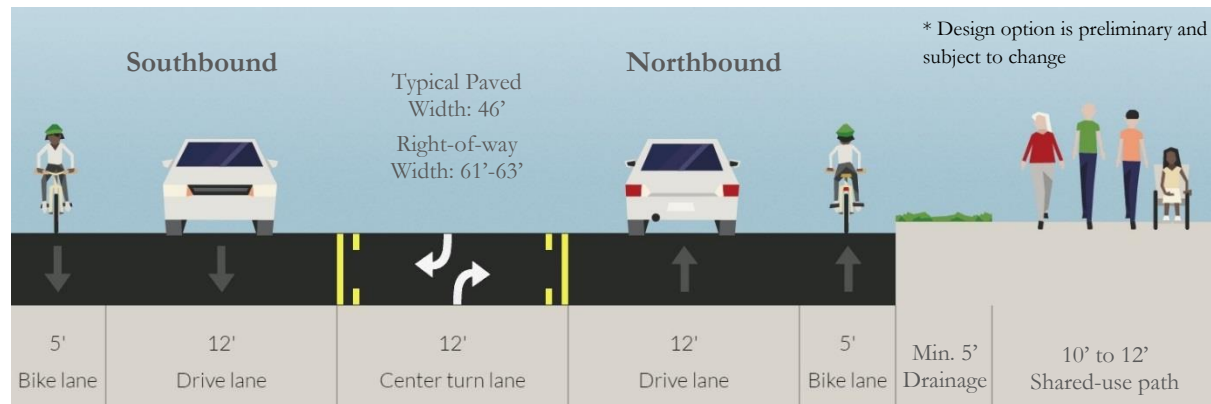 * Design option is preliminary and
subject to change
Southbound
Northbound
Typical Paved
Width: 46’
Right-of-way
Width: 61’-63’
5'
Bike lane
12'
Drive lane
12'
Center turn lane
12'
Drive lane
5'
Bike lane
Min. 5’
Drainage
10’ to 12’
Shared-use path